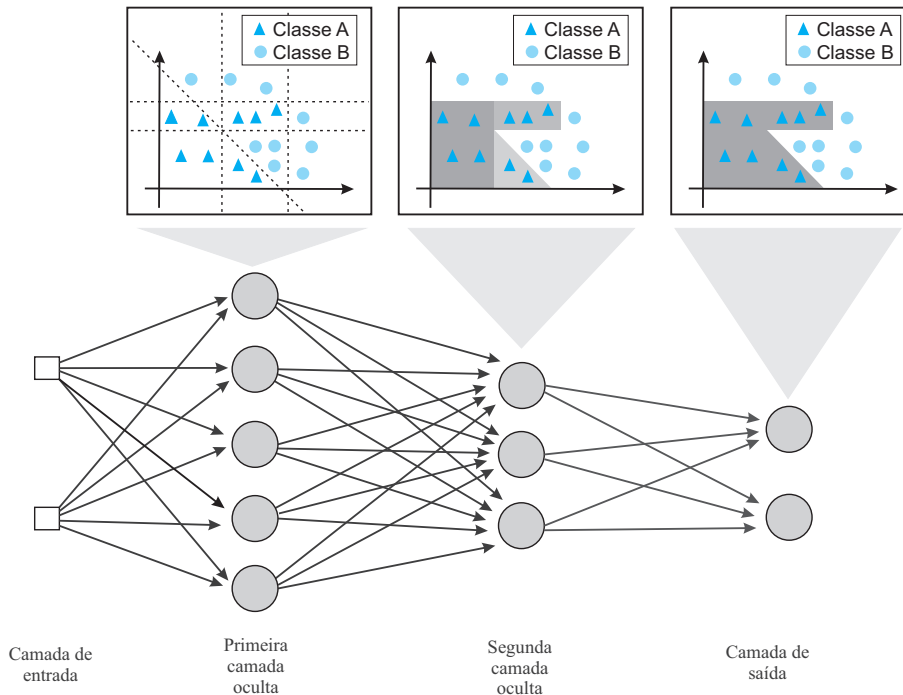 Classe A
Classe B
Classe A
Classe B
Classe A
Classe B
Camada de
entrada
Primeira
camada
oculta
Segunda
camada
oculta
Camada de
saída